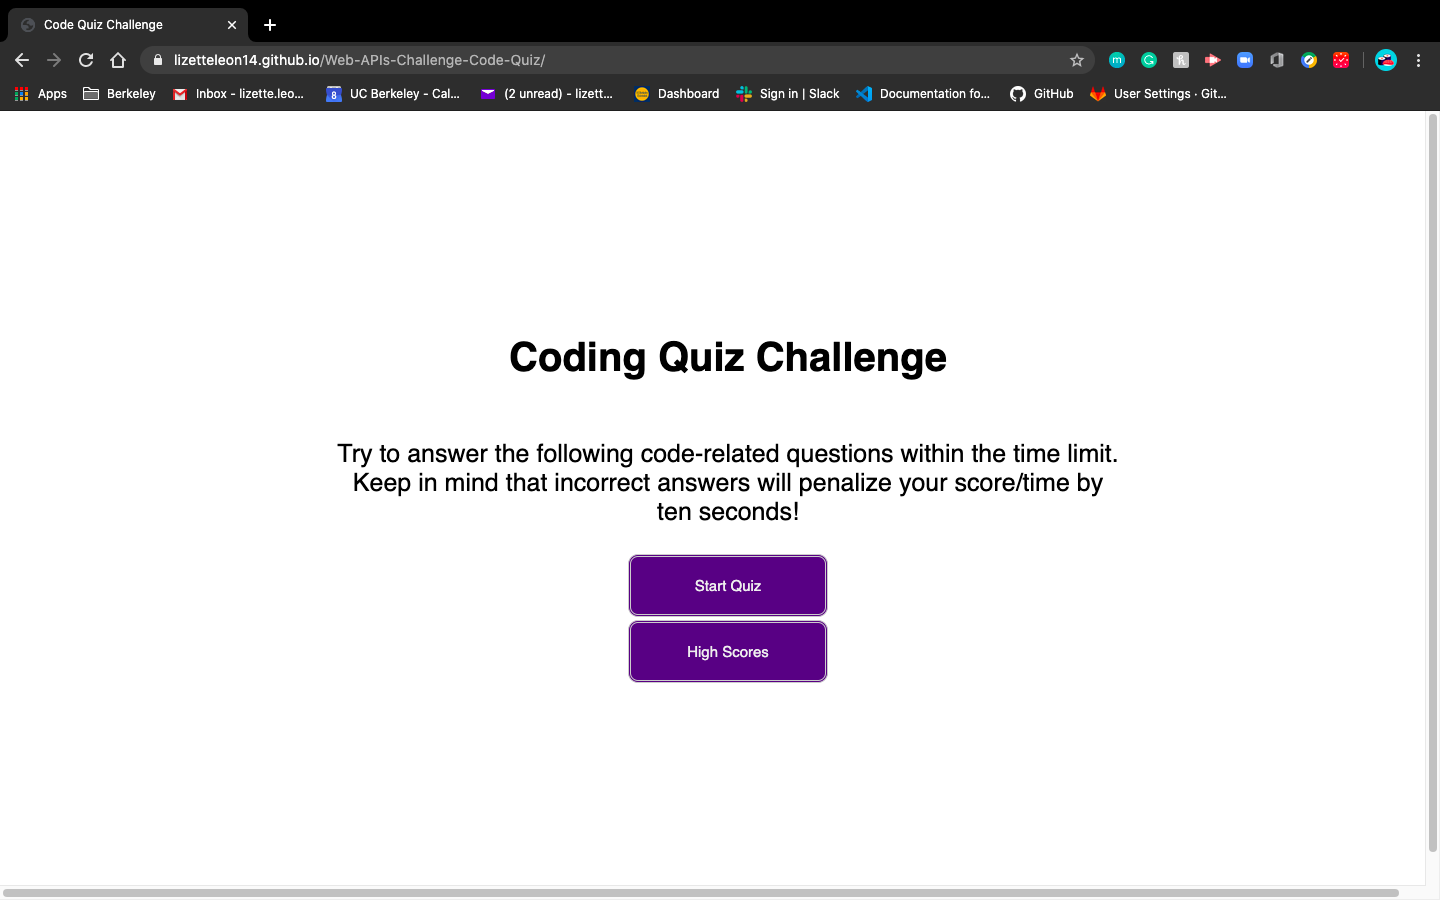 Code Quiz Challenge
lizetteleon14.github.io/Web-APIs-Challenge-Code-Quiz/
Apps
Berkeley
Inbox - lizette.leo...
8
UC Berkeley - Cal...
(2 unread) - lizett...
Dashboard
Sign in | Slack
Documentation fo...
GitHub
User Settings · Git...
Coding Quiz Challenge
Try to answer the following code-related questions within the time limit.
Keep in mind that incorrect answers will penalize your score/time by
ten seconds!
Start Quiz
High Scores